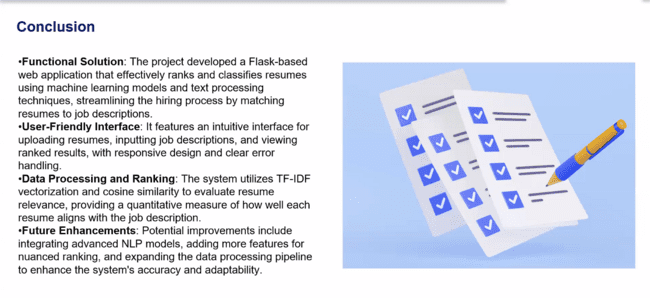 Conclusion
•Functional Solution: The project developed a Flask-based
web application that effectively ranks and classifies resumes
using machine learning models and text processing
techniques, streamlining the hiring process by matching
resumes to job descriptions.
•User-Friendly Interface: It features an intuitive interface for
uploading resumes, inputting job descriptions, and viewing
ranked results, with responsive design and clear error
handling.
•Data Processing and Ranking: The system utilizes TF-IDF
vectorization and cosine similarity to evaluate resume
relevance, providing a quantitative measure of how well each
resume aligns with the job description.
•Future Enhancements: Potential improvements include
integrating advanced NLP models, adding more features for
nuanced ranking, and expanding the data processing pipeline
to enhance the system's accuracy and adaptability.